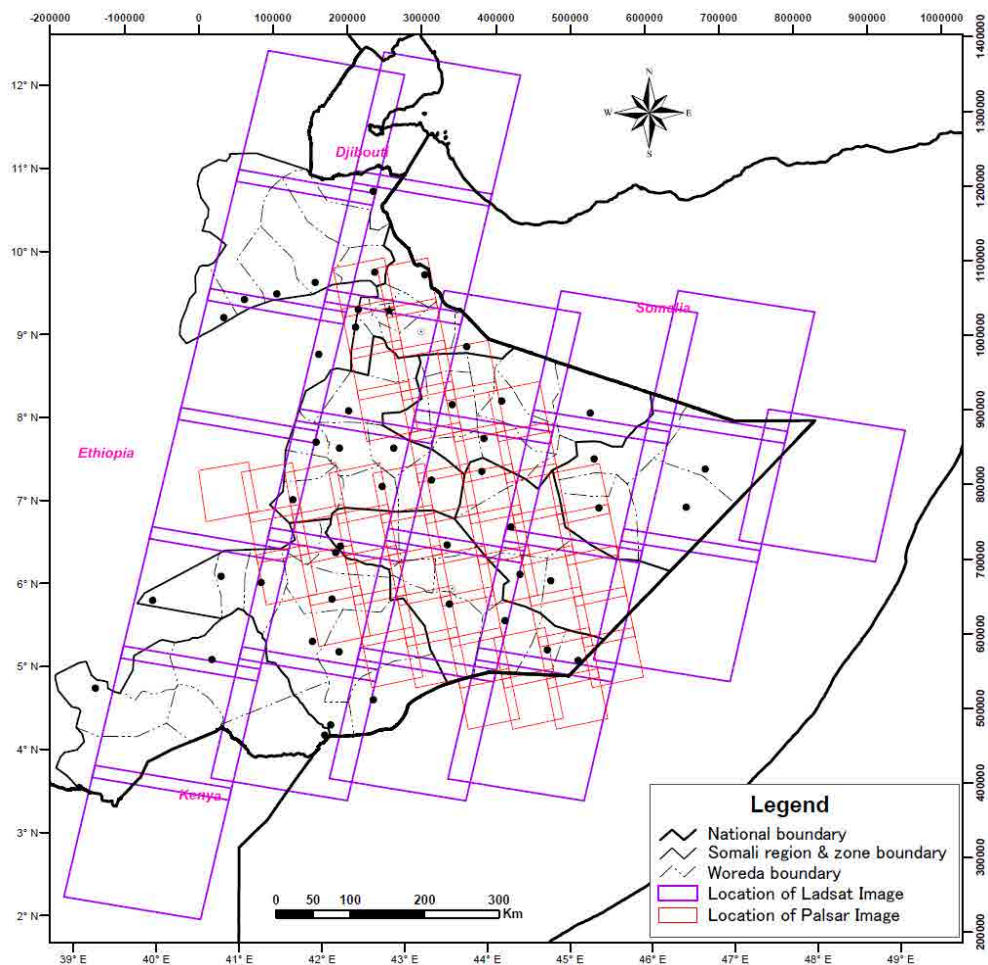 -100000 0 100000 200000 300000 400000 500000 600000 700000 800000 900000 1000000
1400000
12° N
N
1300000
W E
S
Djibouti
11° N
1200000
10° N
1100000
Somalia
9° N
1000000
8° N
900000
Ethiopia
7° N
800000
6° N
700000
5° N
600000
4° N
500000
Kenya
400000
Legend
National boundary
3° N
Somali region & zone boundary
300000
Woreda boundary
Location of Ladsat Image
0 50 100 200 300
Km
2° N
Location of Palsar Image
200000
39° E 40° E 41° E 42° E 43° E 44° E 45° E 46° E 47° E 48° E 49° E